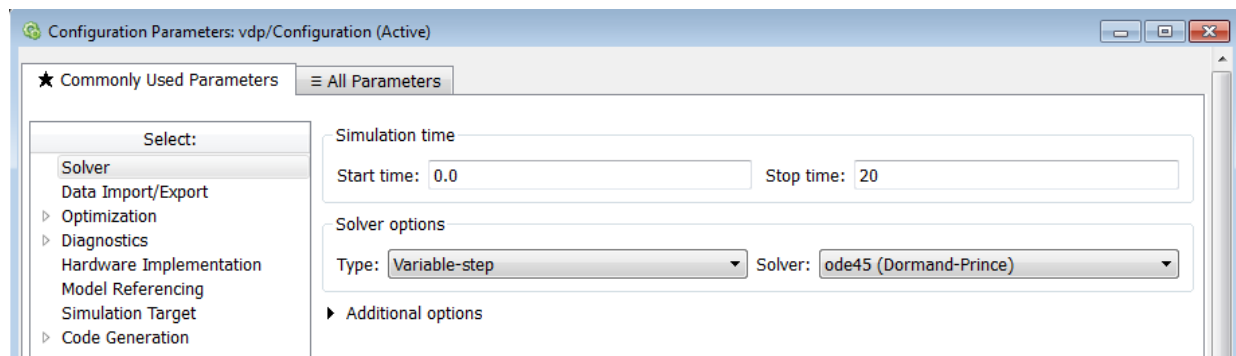 Configuration Parameters: vdp/Configuration (Active)
★ Commonly Used Parameters
≡ All Parameters
Select:
Solver
Data Import/Export
Optimization
Diagnostics
Hardware Implementation
Model Referencing
Simulation Target
Code Generation
Simulation time
Start time: 0.0
Stop time: 20
Solver options
Type: Variable-step
Solver: ode45 (Dormand-Prince)
Additional options